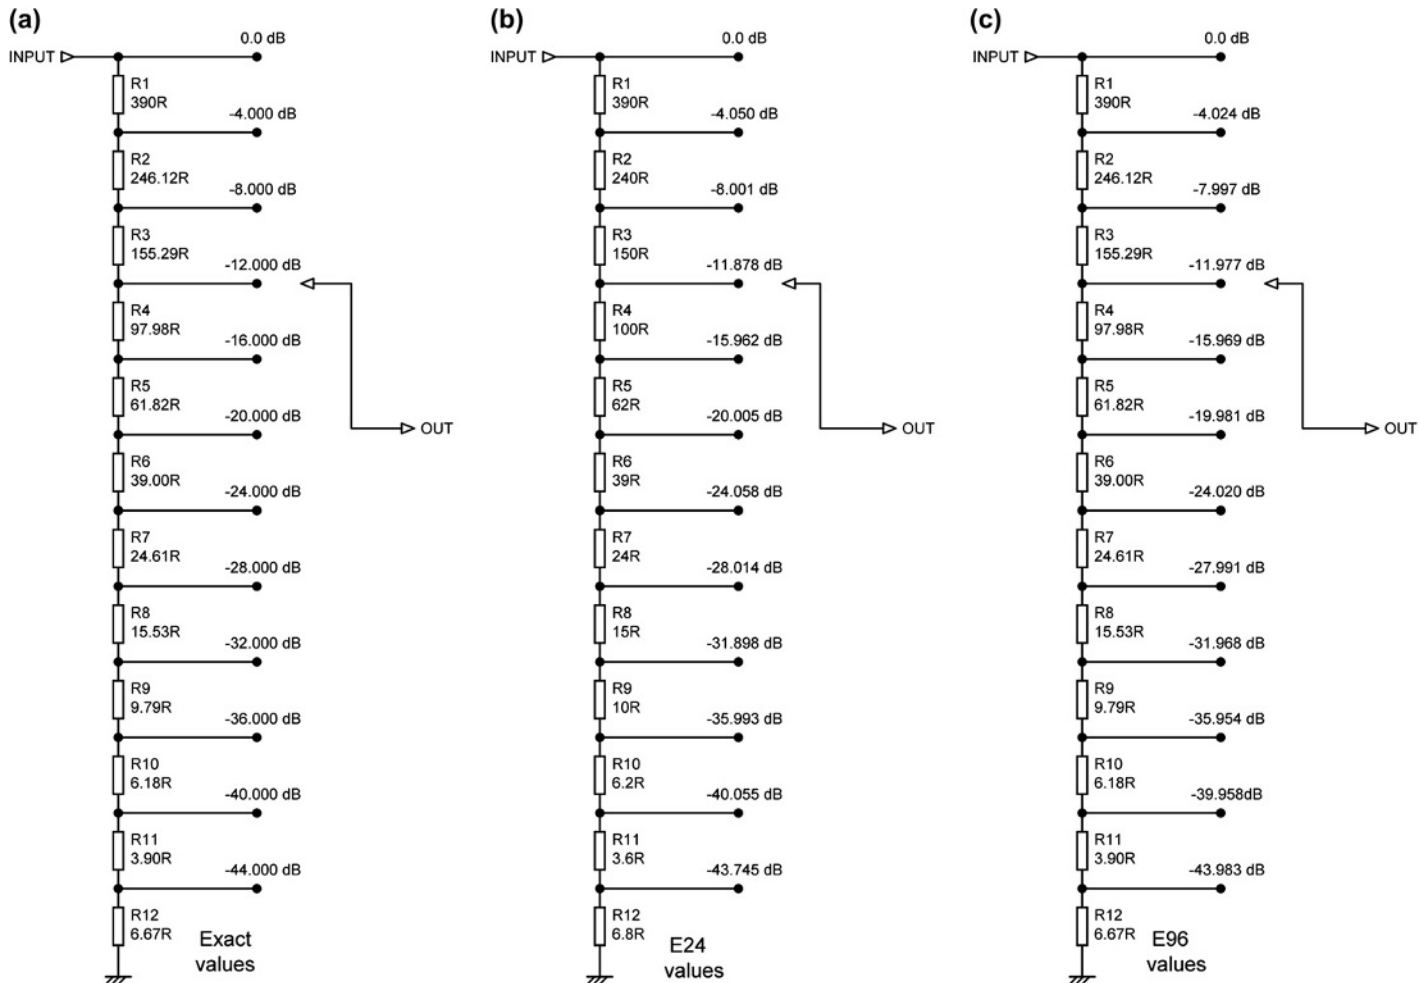 (a)
0.0 dB
INPUT
R1
390R
-4.000 dB
R2
246.12R
-8.000 dB
R3
155.29R
-12.000 dB
R4
97.98R
-16.000 dB
R5
61.82R
-20.000 dB
OUT
R6
39.00R
-24.000 dB
R7
24.61R
-28.000 dB
R8
15.53R
-32.000 dB
R9
9.79R
-36.000 dB
R10
6.18R
-40.000 dB
R11
3.90R
-44.000 dB
R12
6.67R
Exact
values
(b)
0.0 dB
INPUT
R1
390R
-4.050 dB
R2
240R
-8.001 dB
R3
150R
-11.878 dB
R4
100R
-15.962 dB
R5
62R
-20.005 dB
OUT
R6
39R
-24.058 dB
R7
24R
-28.014 dB
R8
15R
-31.898 dB
R9
10R
-35.993 dB
R10
6.2R
-40.055 dB
R11
3.6R
-43.745 dB
R12
6.8R
E24
values
(c)
0.0 dB
INPUT
R1
390R
-4.024 dB
R2
246.12R
-7.997 dB
R3
155.29R
-11.977 dB
R4
97.98R
-15.969 dB
R5
61.82R
-19.981 dB
OUT
R6
39.00R
-24.020 dB
R7
24.61R
-27.991 dB
R8
15.53R
-31.968 dB
R9
9.79R
-35.954 dB
R10
6.18R
-39.958dB
R11
3.90R
-43.983 dB
R12
6.67R
E96
values